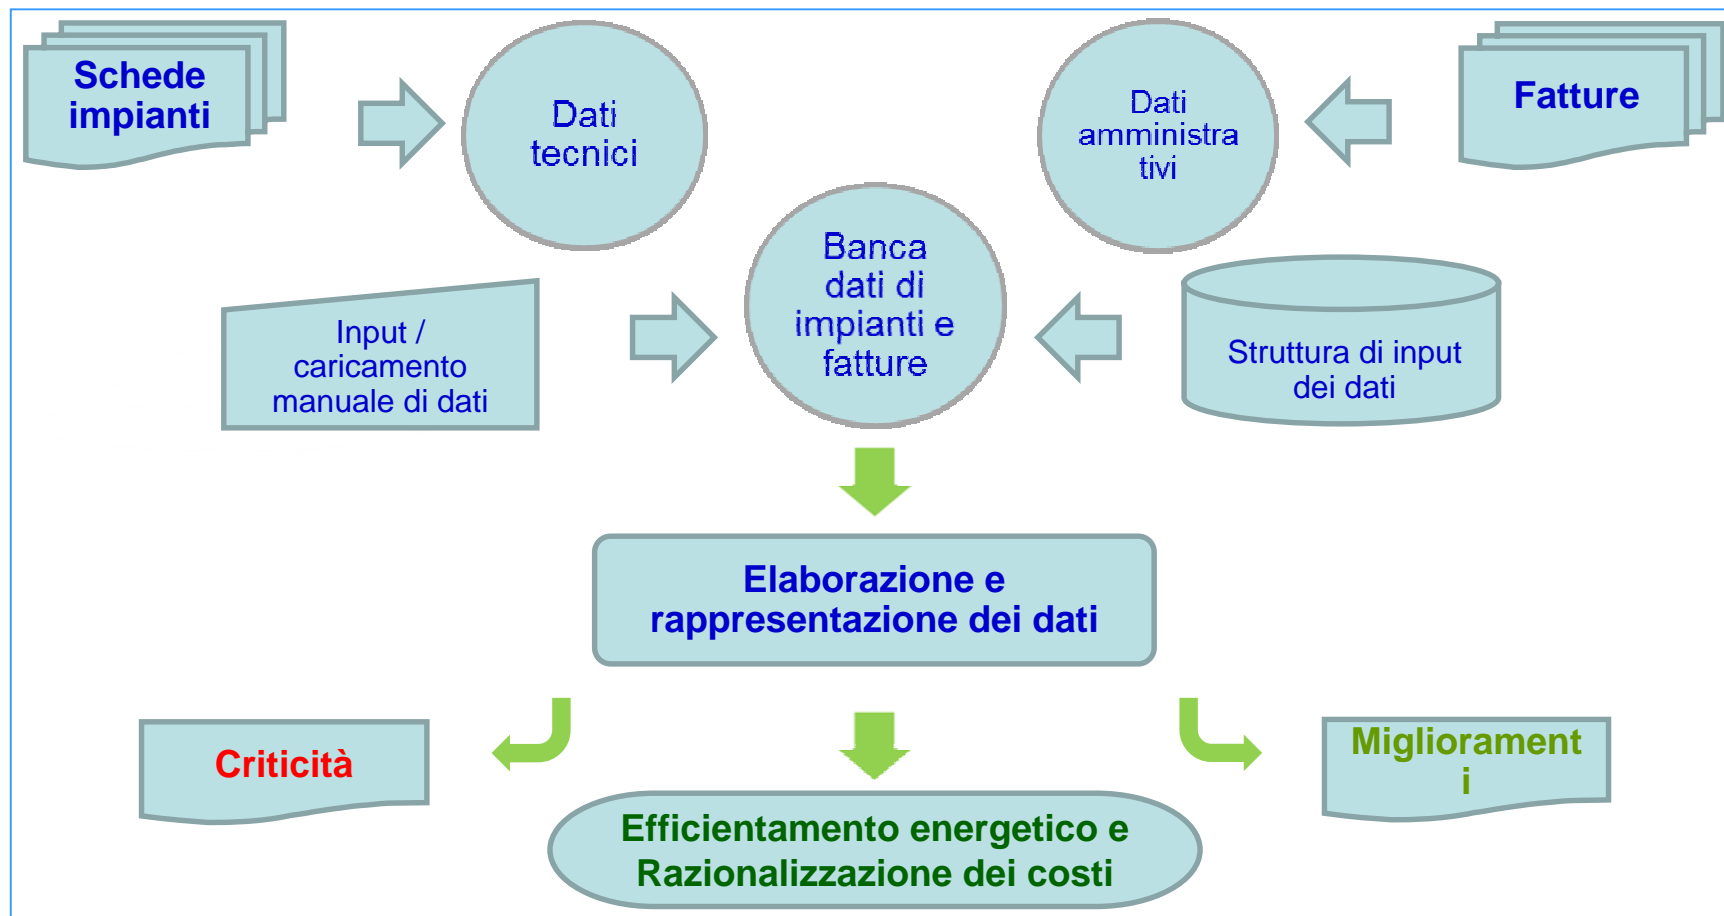 Schede
impianti
Dati
tecnici
Dati
amministra
tivi
Fatture
Banca
dati di
impianti e
fatture
Input /
caricamento
manuale di dati
Struttura di input
dei dati
Elaborazione e
rappresentazione dei dati
Criticità
Migliorament
i
Efficientamento energetico e
Razionalizzazione dei costi